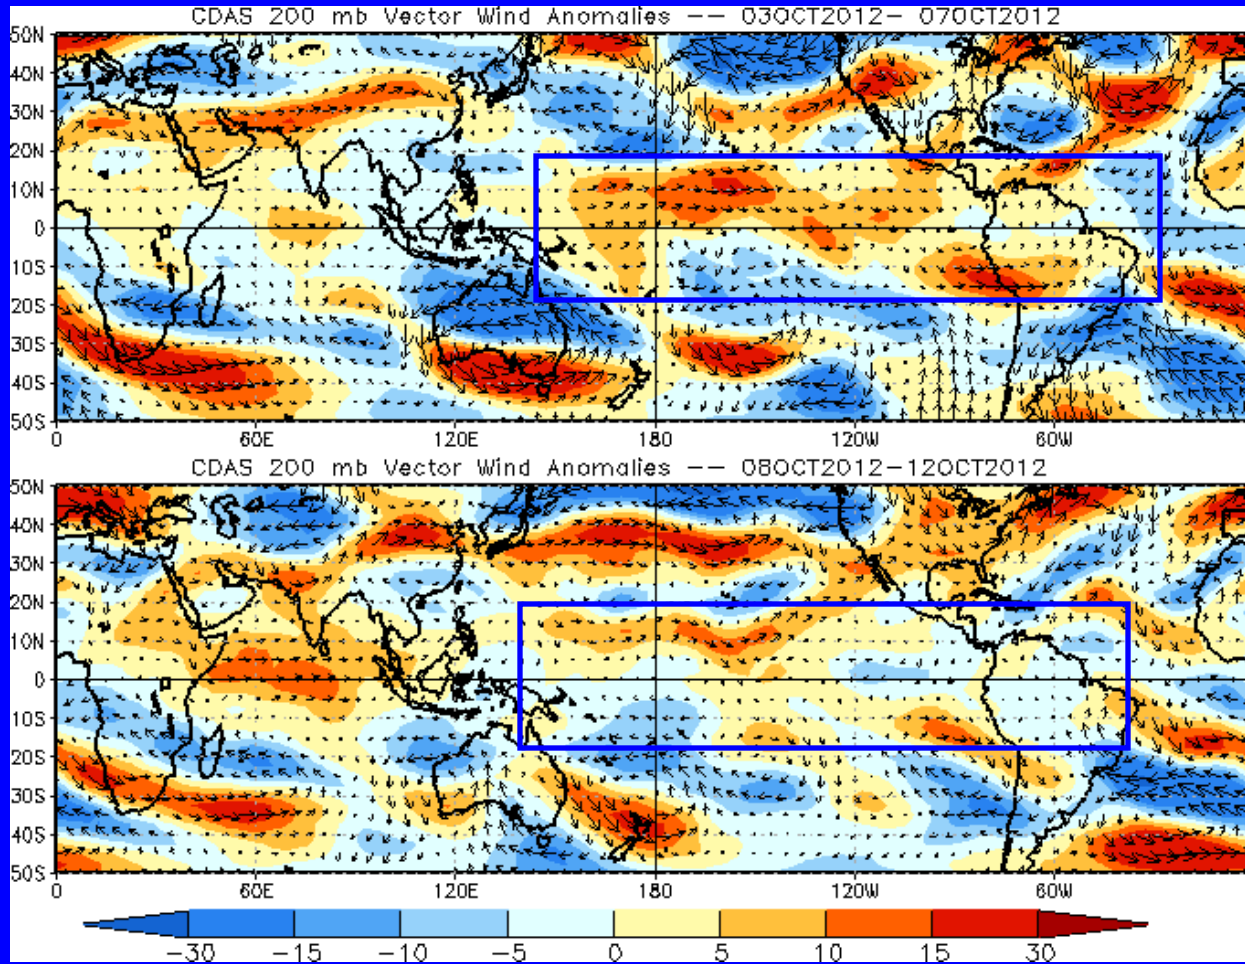 CDAS 200 mb Vector Wind Anomalies -- 03OCT2012- 07OCT2012
50N
40N
30N
20N
10N
0
10S
20S
30S
40S
50S
0 60E 120E 180 120W 60W
CDAS 200 mb Vector Wind Anomalies -- 08OCT2012-12OCT2012
50N
40N
30N
20N
10N
0
10S
20S
30S
40S
50S
0 60E 120E 180 120W 60W
-30 -15 -10 -5 0 5 10 15 30